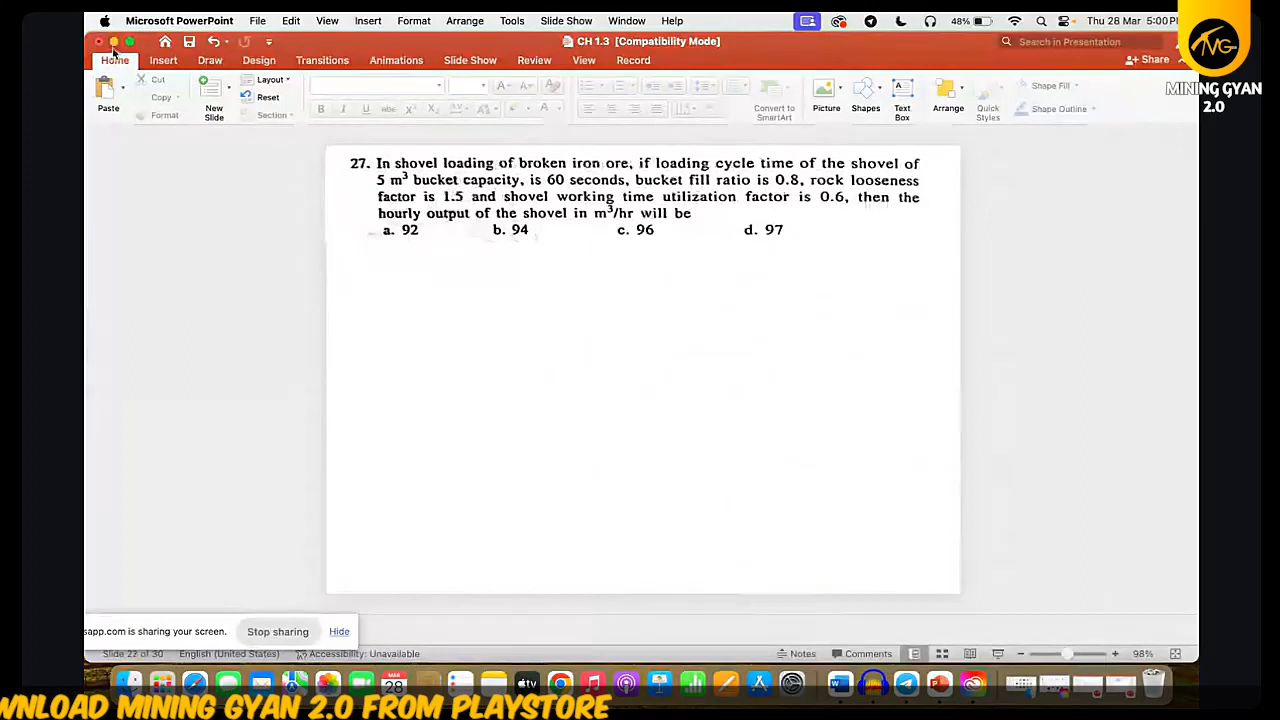 Microsoft PowerPoint File Edit View Insert Format Arrange Tools Slide Show Window Help 48% Thu 28 Mar 5:00 P
CH 1.3 [Compatibility Mode] Search in Presentation
Home Insert Draw Design Transitions Animations Slide Show Review View Record Share
MINING GYAN
2.0
Paste
Cut
Copy
Format
New
Slide
Layout
Reset
Section
B I U abc
Convert to
SmartArt
Picture
Shapes
Text
Box
Arrange
Quick
Styles
Shape Fill
Shape Outline
27. In shovel loading of broken iron ore, if loading cycle time of the shovel of
5 m³ bucket capacity, is 60 seconds, bucket fill ratio is 0.8, rock looseness
factor is 1.5 and shovel working time utilization factor is 0.6, then the
hourly output of the shovel in m³/hr will be
a. 92 b. 94 c. 96 d. 97
sapp.com is sharing your screen. Stop sharing Hide
Slide 22 of 30 English (United States) Accessibility: Unavailable Notes Comments 98%
MAR
28
tv
WNLOAD MINING GYAN 2.0 FROM PLAYSTORE